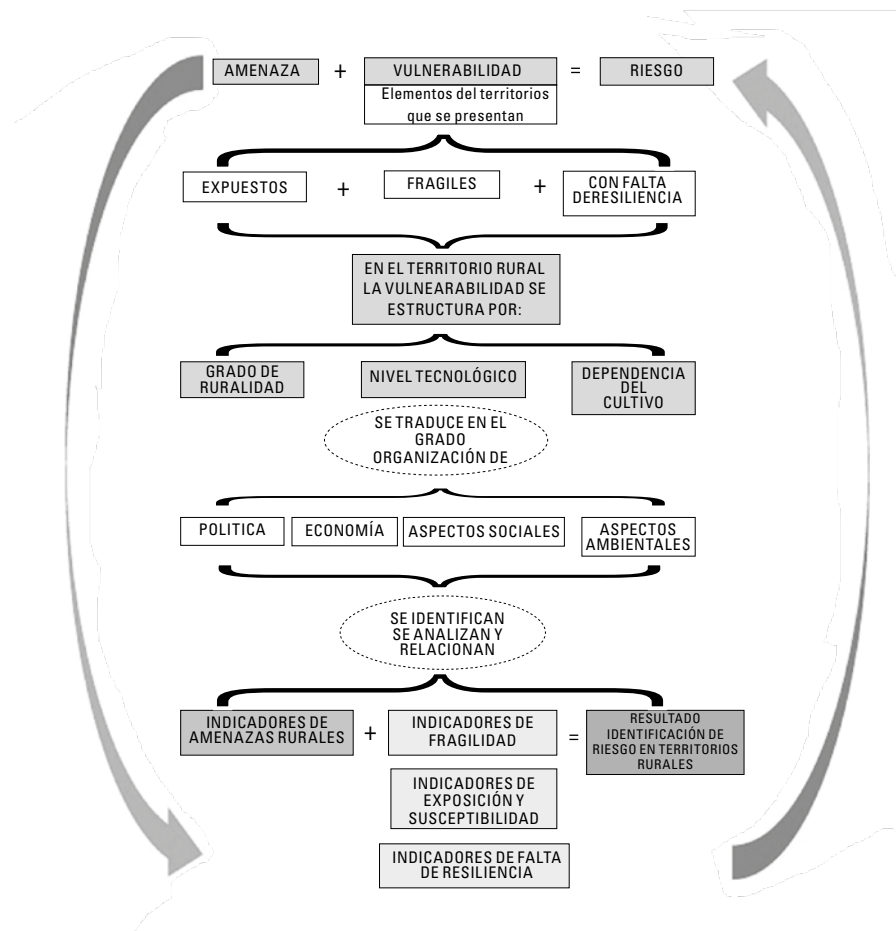 AMENAZA + VULNERABILIDAD = RIESGO
Elementos del territorios
que se presentan
EXPUESTOS + FRAGILES + CON FALTA
DERESILIENCIA
EN EL TERRITORIO RURAL
LA VULNEARABILIDAD SE
ESTRUCTURA POR:
GRADO DE
RURALIDAD
NIVEL TECNOLÓGICO
DEPENDENCIA
DEL
CULTIVO
SE TRADUCE EN EL
GRADO
ORGANIZACIÓN DE
POLITICA
ECONOMÍA
ASPECTOS SOCIALES
ASPECTOS
AMBIENTALES
SE IDENTIFICAN
SE ANALIZAN Y
RELACIONAN
INDICADORES DE
AMENAZAS RURALES
+
INDICADORES DE
FRAGILIDAD
=
RESULTADO
IDENTIFICACIÓN DE
RIESGO EN TERRITORIOS
RURALES
INDICADORES DE
EXPOSICIÓN Y
SUSCEPTIBILIDAD
INDICADORES DE FALTA
DE RESILIENCIA